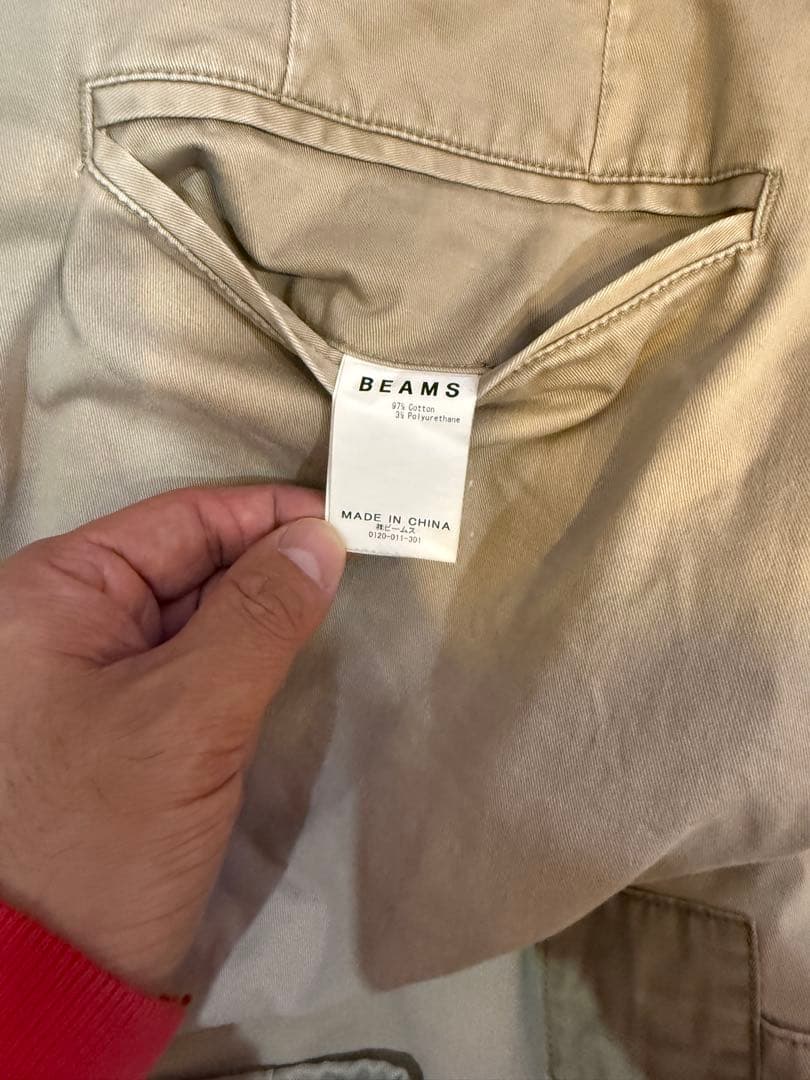 BEAMS
97% Cotton
3% Polyurethane
MADE IN CHINA
㈱ビームス
0120-011-301